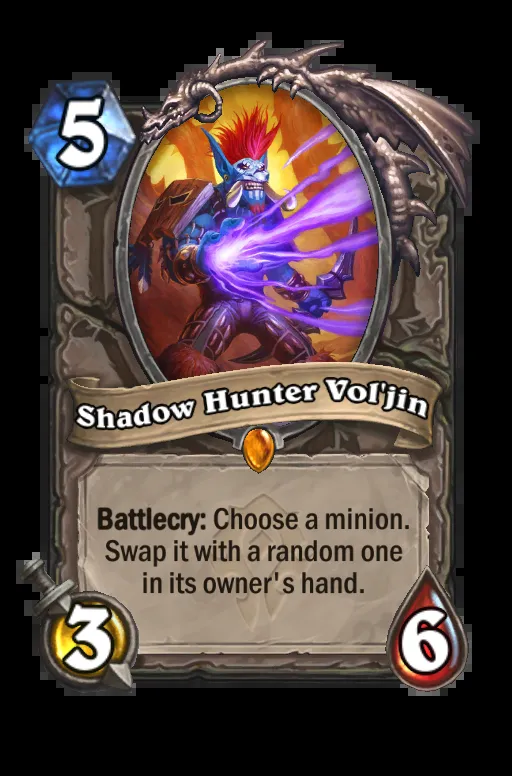 5
Shadow Hunter Vol'jin
Battlecry: Choose a minion.
Swap it with a random one
in its owner's hand.
3
6